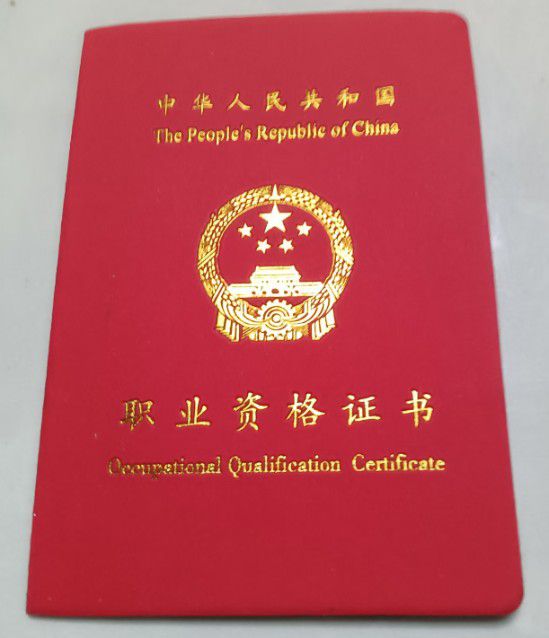 中华人民共和国
The People's Republic of China
职业资格证书
Occupational Qualification Certificate